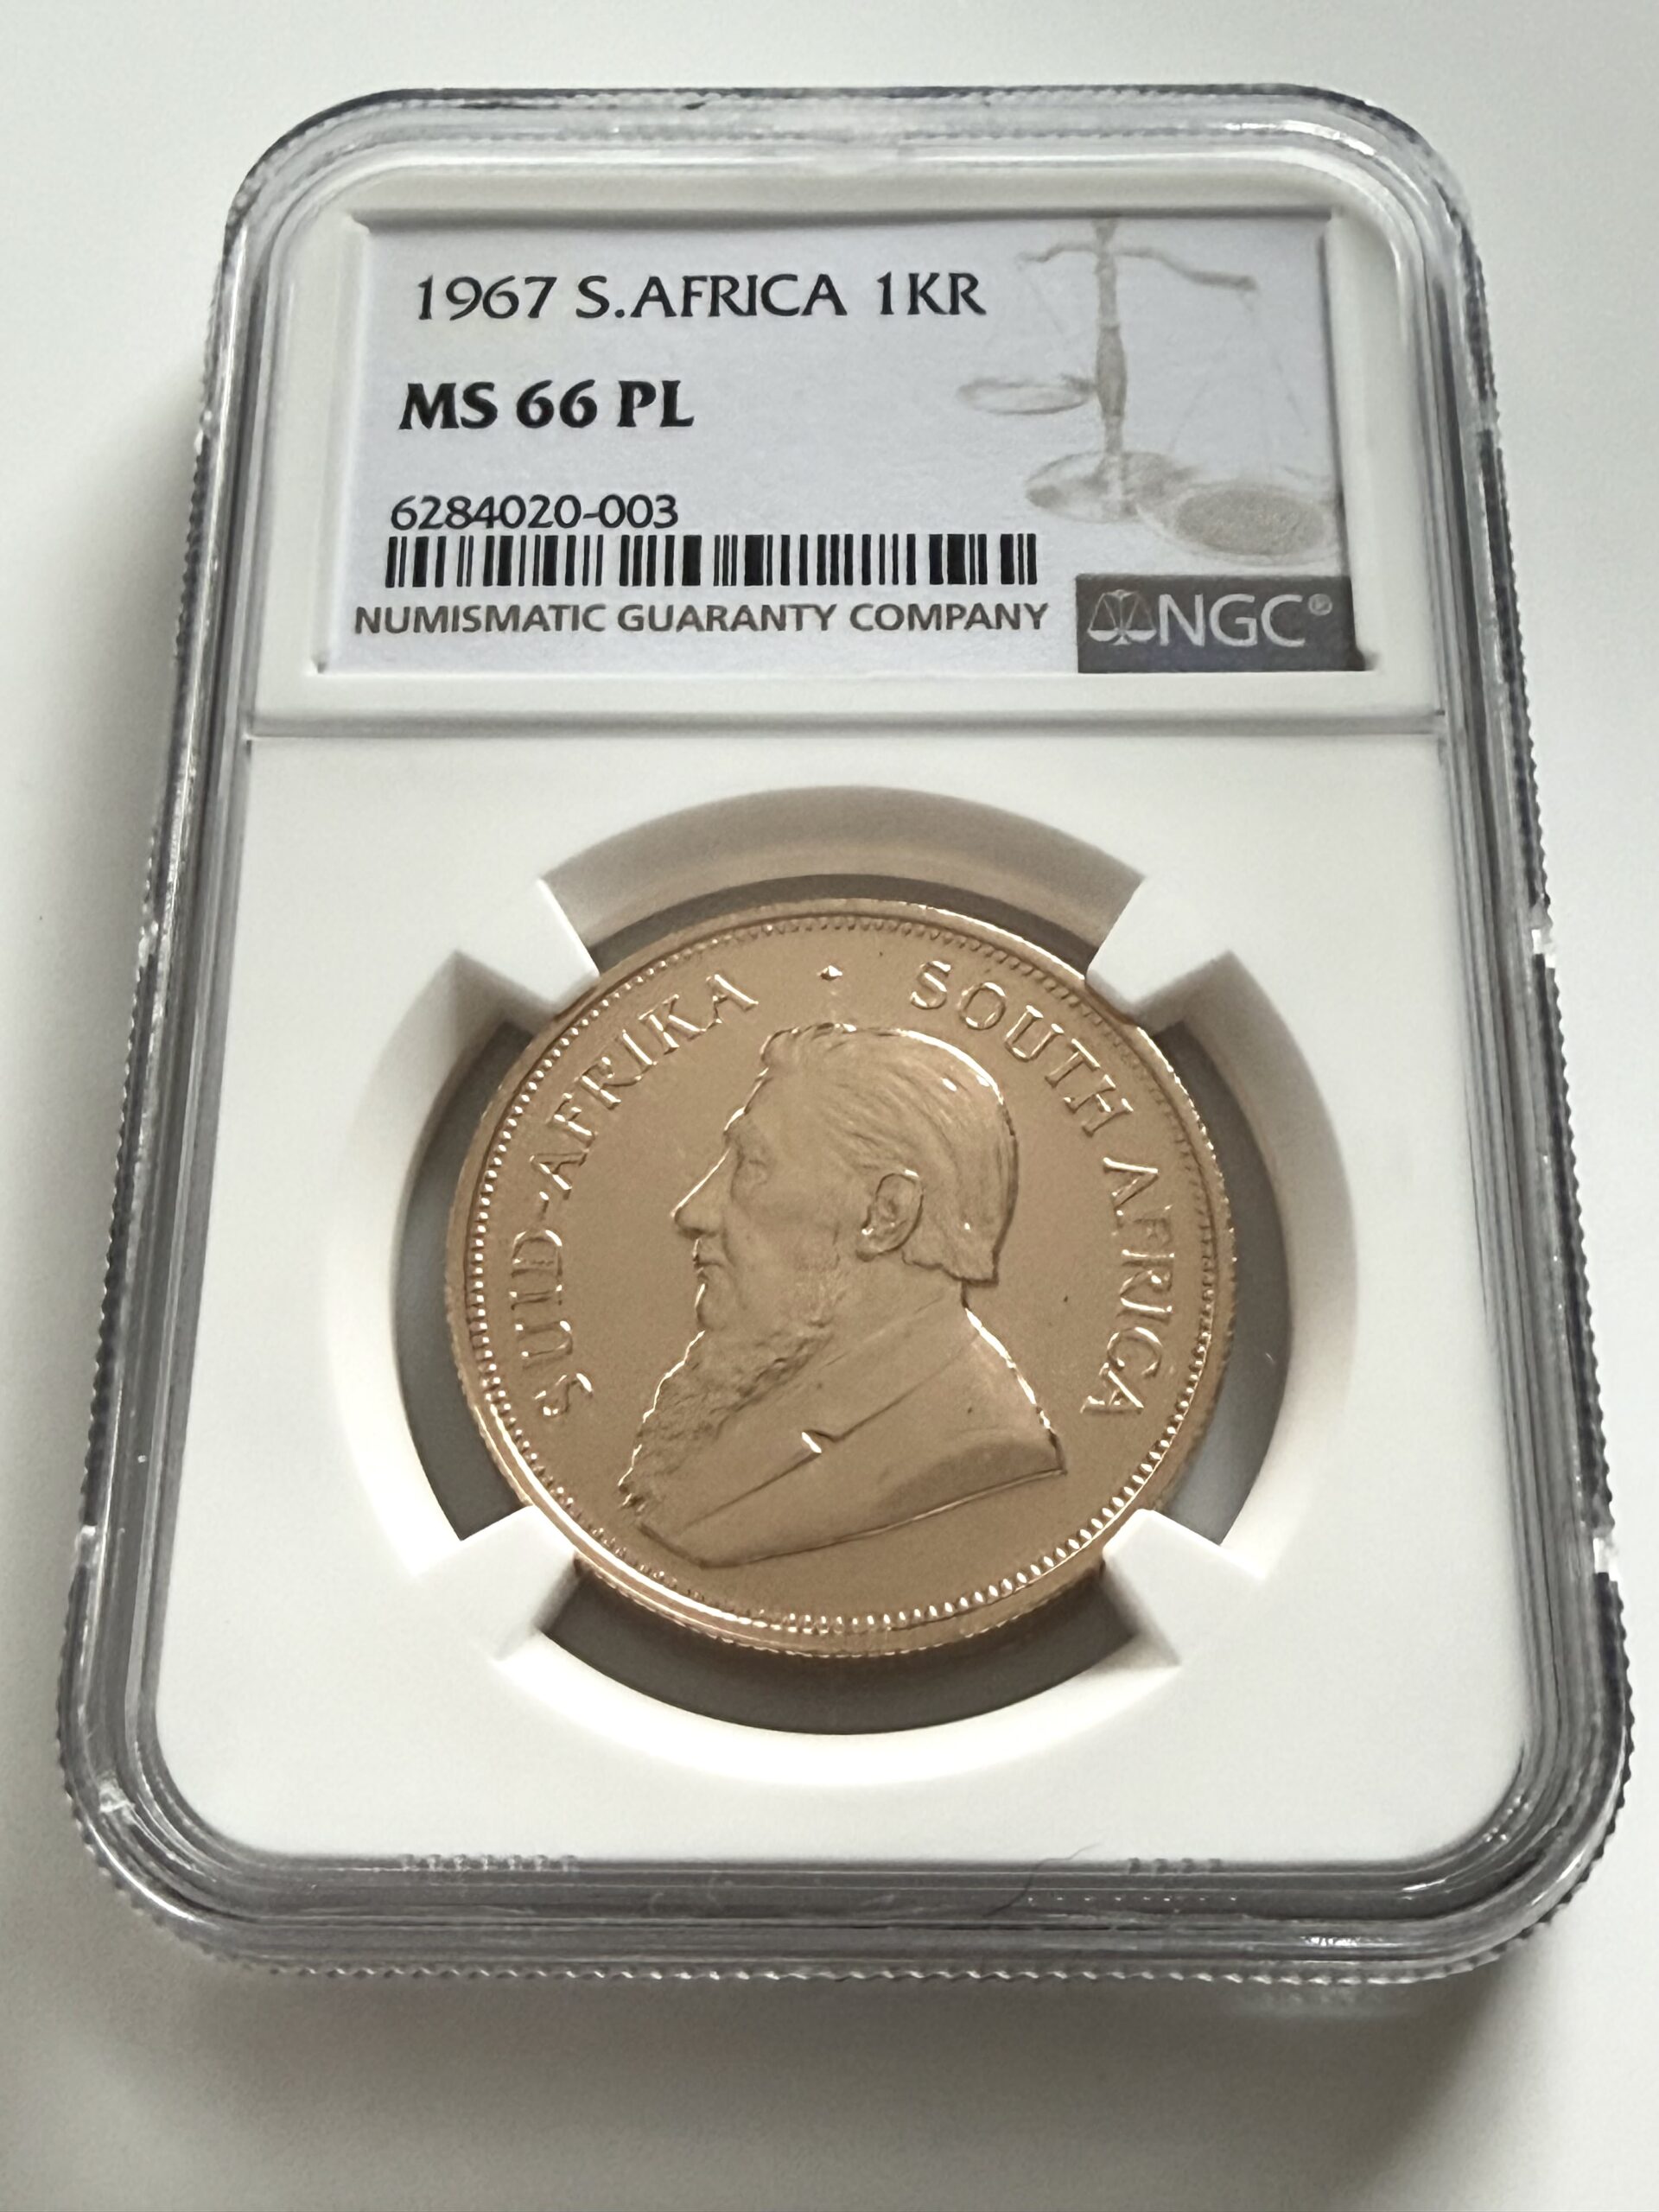 1967 S.AFRICA 1KR
MS 66 PL
6284020-003
NUMISMATIC GUARANTY COMPANY
NGC®
SUID-AFRIKA · SOUTH AFRICA